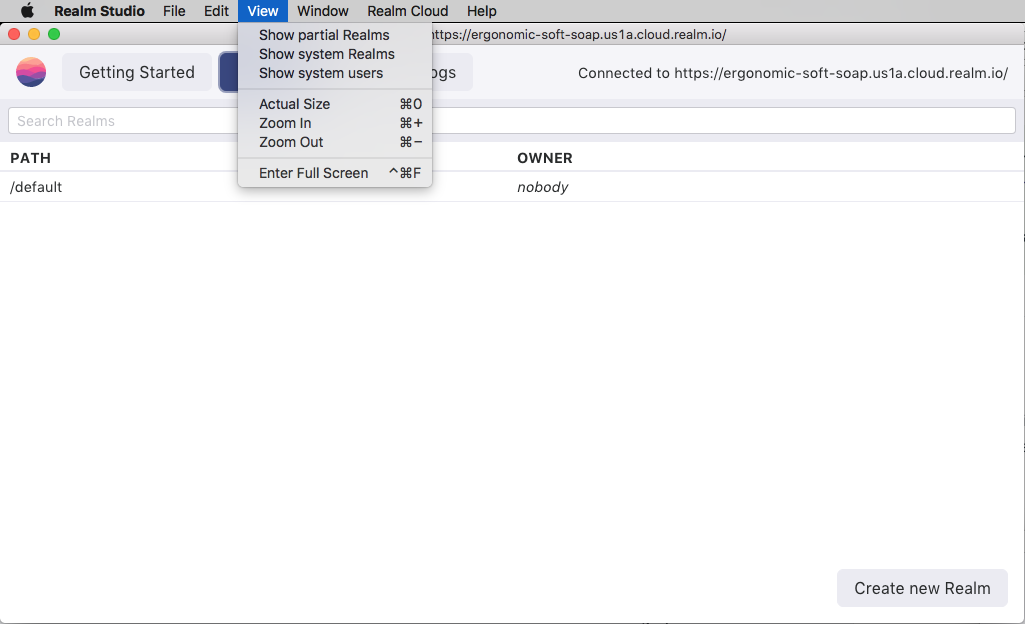 Realm Studio File Edit View Window Realm Cloud Help
https://ergonomic-soft-soap.us1a.cloud.realm.io/
Show partial Realms
Show system Realms
Show system users
Actual Size ⌘0
Zoom In ⌘+
Zoom Out ⌘−
Enter Full Screen ^⌘F
Getting Started ogs Connected to https://ergonomic-soft-soap.us1a.cloud.realm.io/
Search Realms
PATH OWNER
/default nobody
Create new Realm